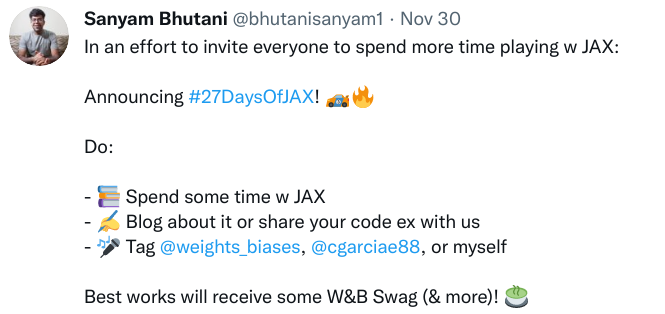 Sanyam Bhutani @bhutanisanyam1 · Nov 30
In an effort to invite everyone to spend more time playing w JAX:
Announcing #27DaysOfJAX! 🏎️🔥
Do:
- 📚 Spend some time w JAX
- ✍️ Blog about it or share your code ex with us
- 🎤 Tag @weights_biases, @cgarciae88, or myself
Best works will receive some W&B Swag (& more)! 🍵